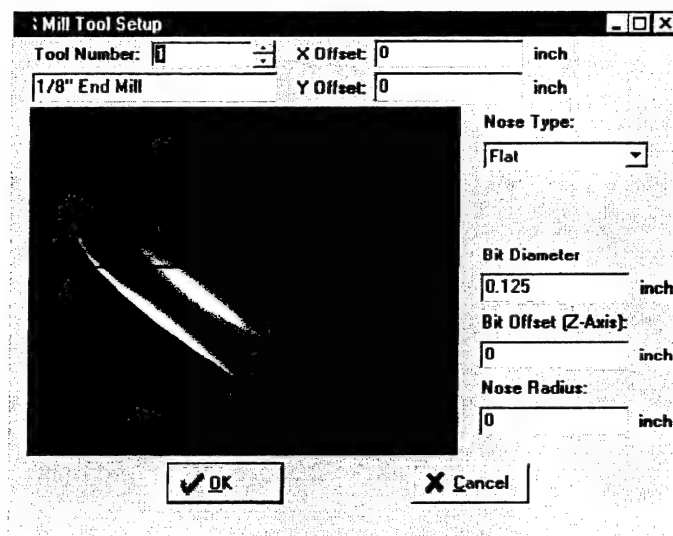 Mill Tool Setup
Tool Number: 1 X Offset: 0 inch
1/8" End Mill Y Offset: 0 inch
Nose Type:
Flat
Bit Diameter
0.125 inch
Bit Offset (Z-Axis):
0 inch
Nose Radius:
0 inch
OK Cancel